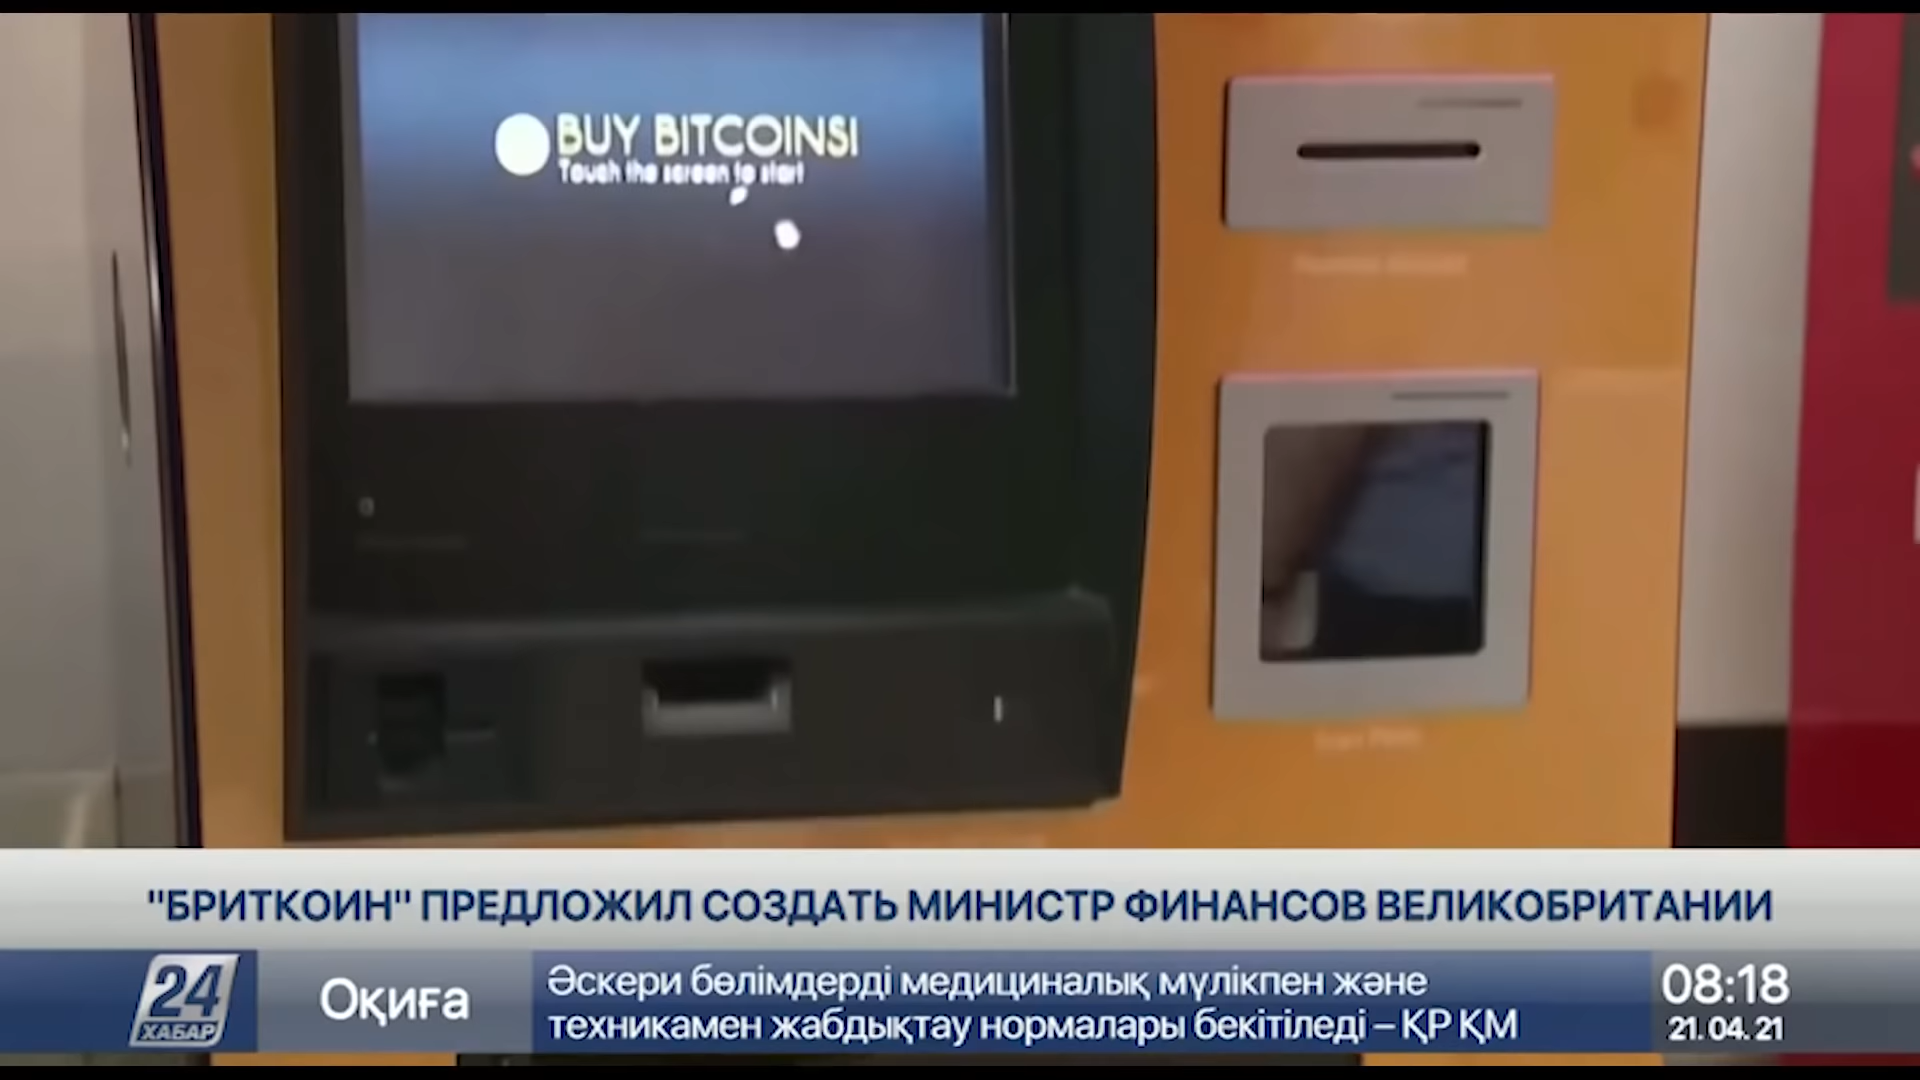 BUY BITCOINS!
Touch the screen to start
"БРИТКОИН" ПРЕДЛОЖИЛ СОЗДАТЬ МИНИСТР ФИНАНСОВ ВЕЛИКОБРИТАНИИ
24
ХАБАР
Оқиға
Әскери бөлімдерді медициналық мүлікпен және
техникамен жабдықтау нормалары бекітіледі – ҚР ҚМ
08:18
21.04.21